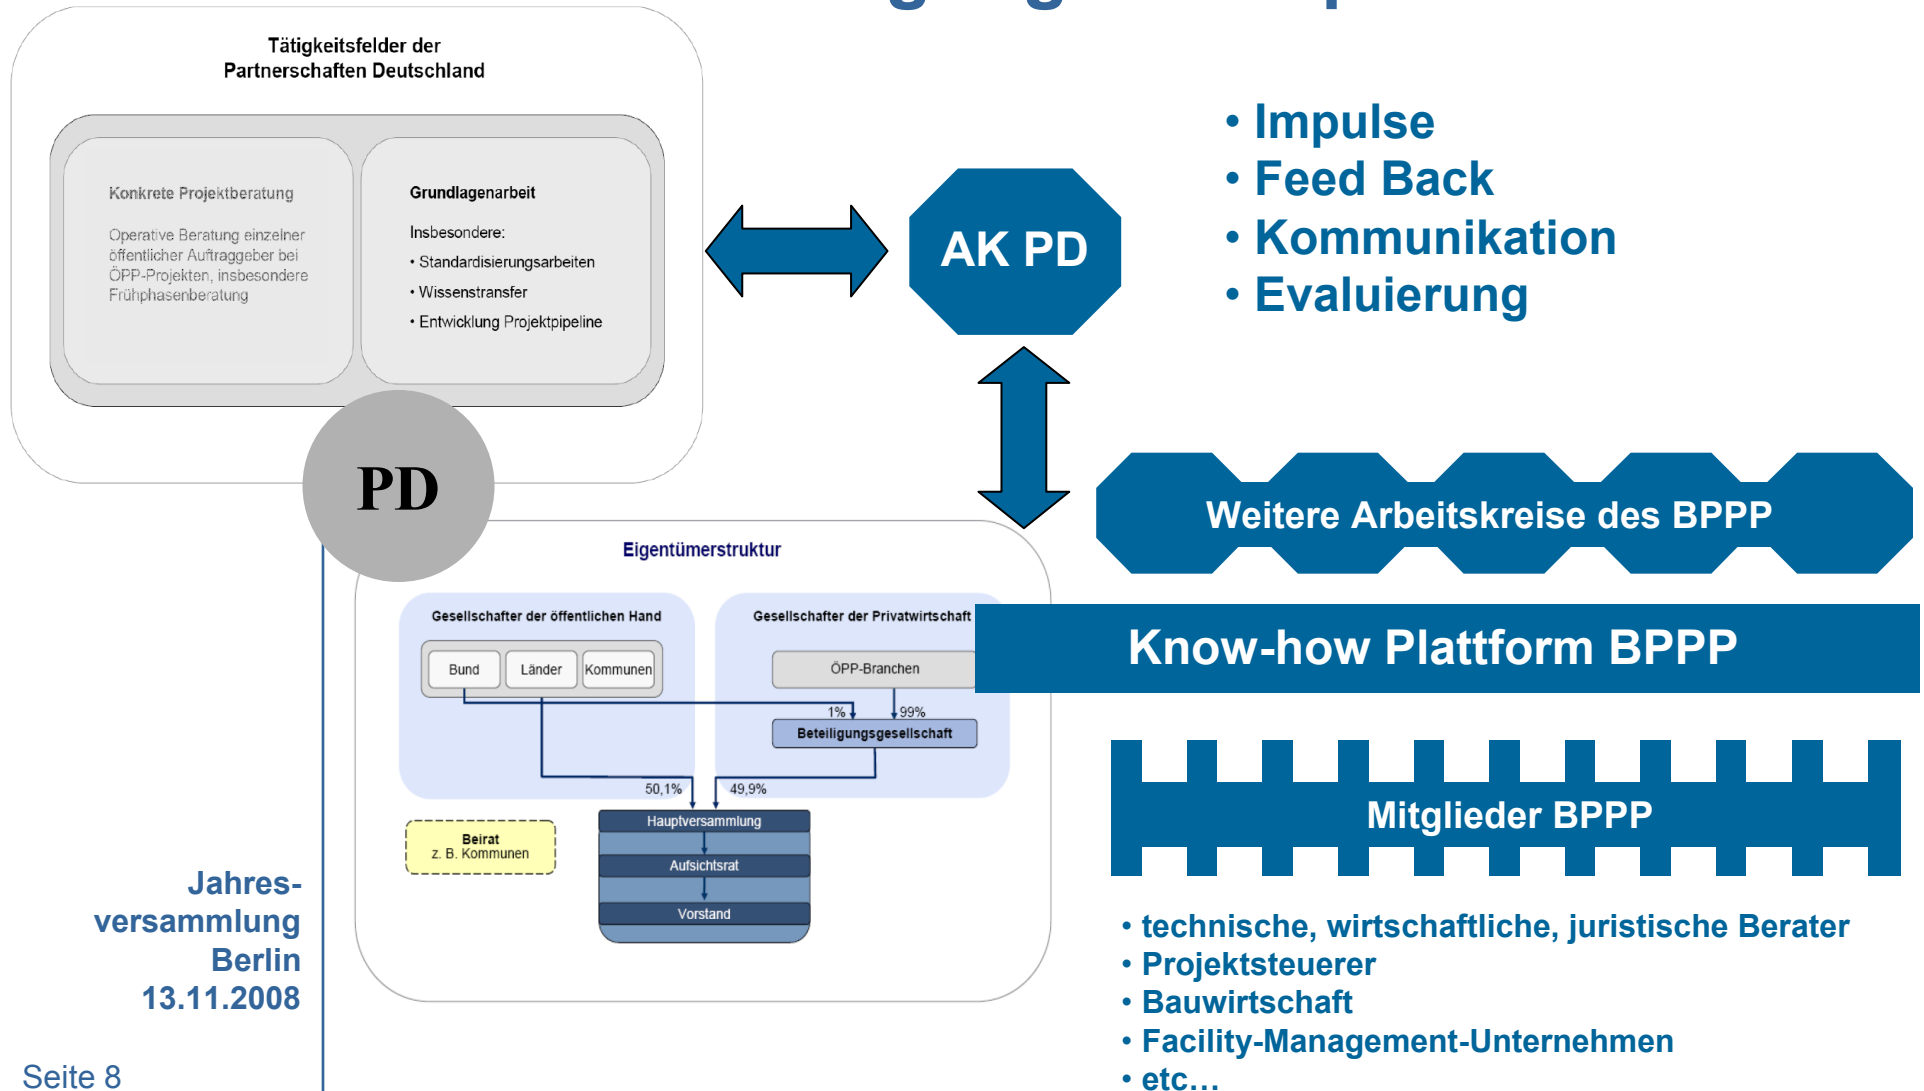 Tätigkeitsfelder der
Partnerschaften Deutschland
Konkrete Projektberatung
Operative Beratung einzelner
öffentlicher Auftraggeber bei
ÖPP-Projekten, insbesondere
Frühphasenberatung
Grundlagenarbeit
Insbesondere:
• Standardisierungsarbeiten
• Wissenstransfer
• Entwicklung Projektpipeline
PD
AK PD
• Impulse
• Feed Back
• Kommunikation
• Evaluierung
Weitere Arbeitskreise des BPPP
Know-how Plattform BPPP
Mitglieder BPPP
• technische, wirtschaftliche, juristische Berater
• Projektsteuerer
• Bauwirtschaft
• Facility-Management-Unternehmen
• etc…
Eigentümerstruktur
Gesellschafter der öffentlichen Hand
Bund
Länder
Kommunen
Gesellschafter der Privatwirtschaft
ÖPP-Branchen
1%
99%
Beteiligungsgesellschaft
50,1%
49,9%
Hauptversammlung
Aufsichtsrat
Vorstand
Beirat
z. B. Kommunen
Jahres-
versammlung
Berlin
13.11.2008
Seite 8